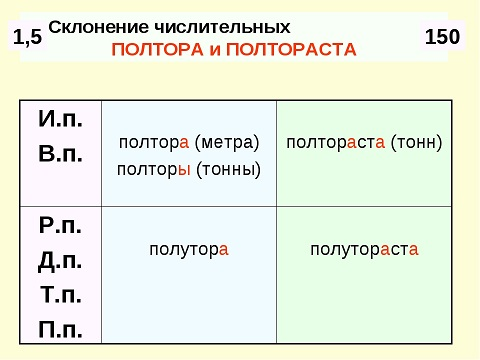 Склонение числительных
1,5
ПОЛТОРА и ПОЛТОРАСТА
150
И.п.
В.п.
полтора (метра)
полторы (тонны)
полтораста (тонн)
Р.п.
Д.п.
Т.п.
П.п.
полутора
полутораста